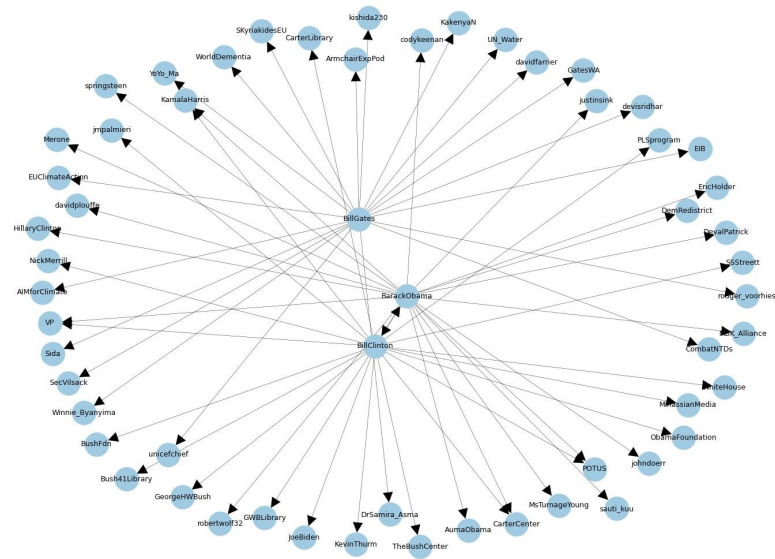 kishida230
SKyriakidesEU
CarterLibrary
codykeenan
KakenyaN
UN_Water
WorldDementia
ArmchairExpPod
davidfarrier
GatesWA
YoYo_Ma
springsteen
KamalaHarris
justinsink
devisridhar
jmpalmieri
Merone
PLSprogram
EIB
EUClimateAction
EricHolder
davidplouffe
DemRedistrict
BillGates
HillaryClinton
DevalPatrick
NickMerrill
SSStreett
AIMforClimate
BarackObama
rodger_voorhies
VP
BillClinton
CombatNTDs
Sida
SecVilsack
WhiteHouse
MinassianMedia
Winnie_Byanyima
ObamaFoundation
BushFdn
unicefchief
johndoerr
POTUS
Bush41Library
GeorgeHWBush
MsTurnageYoung
sauti_kuu
DrSamira_Asma
robertwolf32
GWBLibrary
AumaObama
CarterCenter
JoeBiden
KevinThurm
TheBushCenter